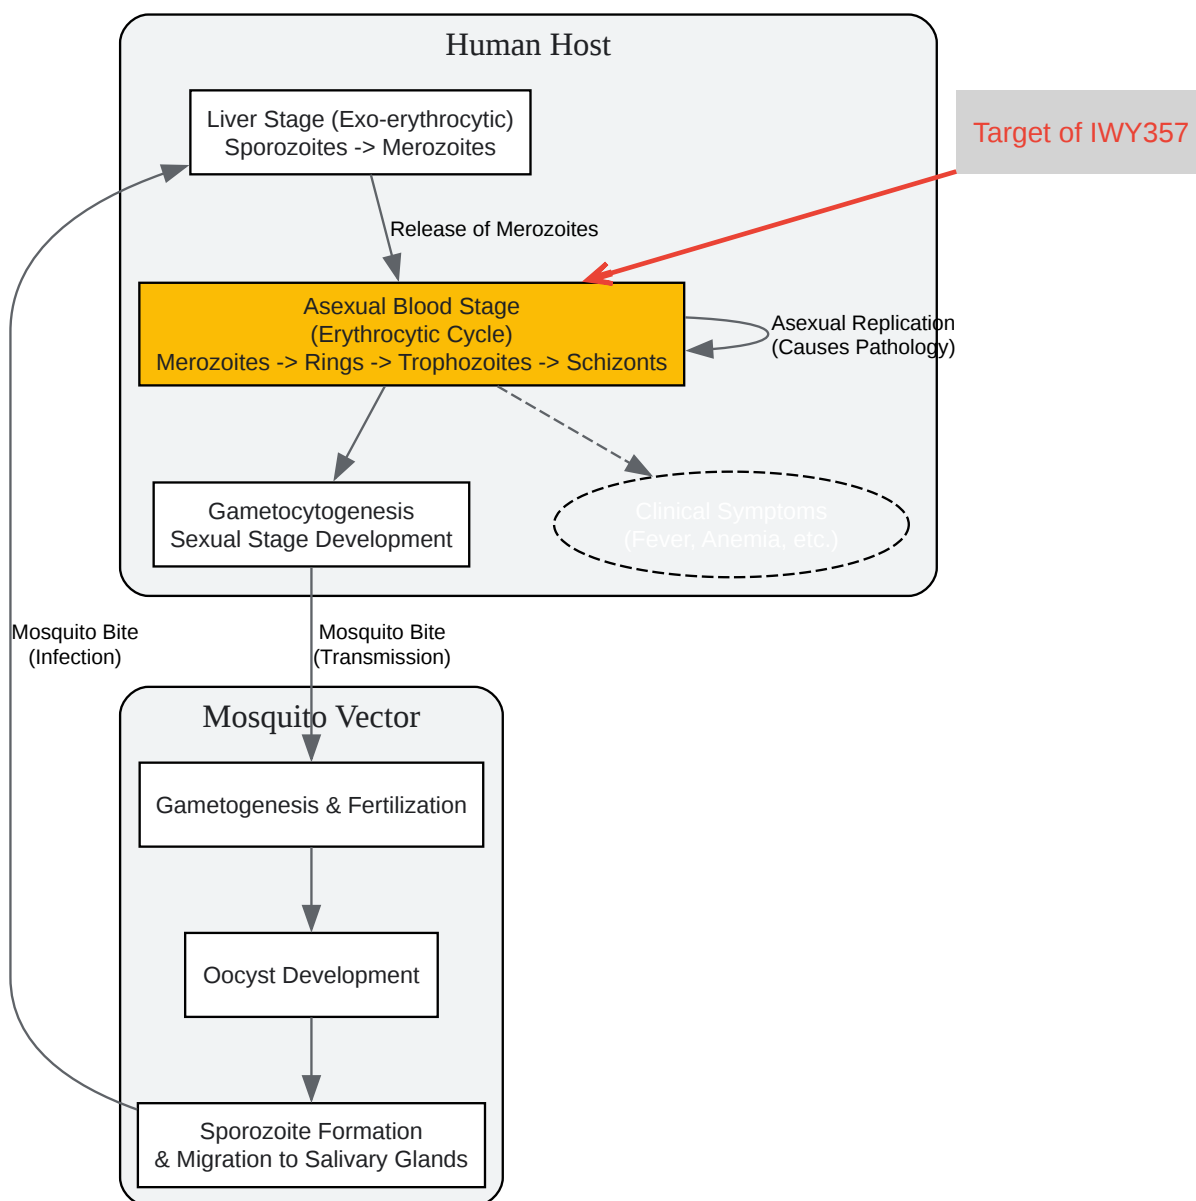 Human Host
Liver Stage (Exo-erythrocytic)
Sporozoites -> Merozoites
Target of IWY357
Release of Merozoites
Asexual Blood Stage
(Erythrocytic Cycle)
Merozoites -> Rings -> Trophozoites -> Schizonts
Asexual Replication
(Causes Pathology)
Gametocytogenesis
Sexual Stage Development
Clinical Symptoms
(Fever, Anemia, etc.)
Mosquito Bite
(Infection)
Mosquito Bite
(Transmission)
Mosquito Vector
Gametogenesis & Fertilization
Oocyst Development
Sporozoite Formation
& Migration to Salivary Glands